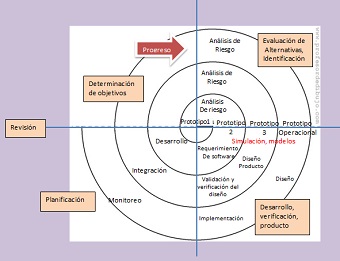 Análisis de
Riesgo
Progreso
Evaluación de
Alternativas,
Identificación
Análisis de
Riesgo
Determinación
de objetivos
Análisis
De riesgo
Prototipo1
Prototipo
2
Prototipo
3
Prototipo
Operacional
Revisión
Simulación, modelos
Desarrollo
Requerimiento
De software
Diseño
Producto
Integración
Validación y
verificación del
diseño
Diseño
Planificación
Monitoreo
Implementación
Desarrollo,
verificación,
producto